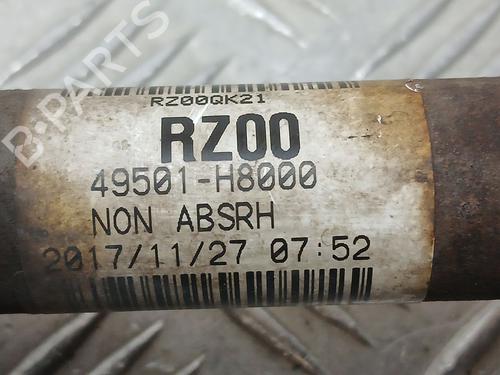 B-PARTS
RZ00QK21
RZ00
49501-H8000
NON ABSRH
2017/11/27 07:52